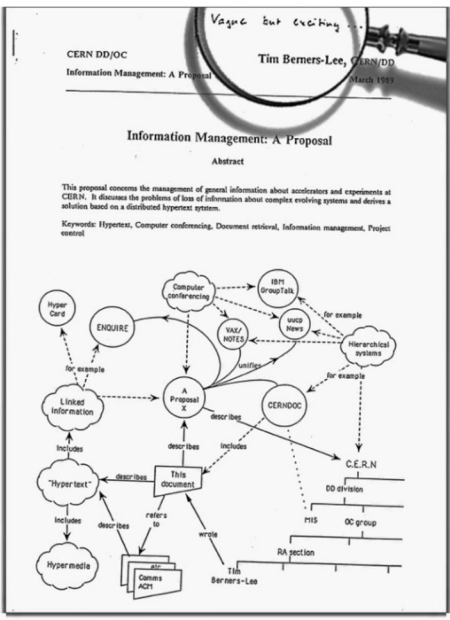 Vague but exciting ...
CERN DD/OC
Tim Berners-Lee, CERN/DD
Information Management: A Proposal
March 1989
Information Management: A Proposal
Abstract
This proposal concerns the management of general information about accelerators and experiments at
CERN. It discusses the problems of loss of information about complex evolving systems and derives a
solution based on a distributed hypertext sytstem.
Keywords: Hypertext, Computer conferencing, Document retrieval, Information management, Project
control
Computer
conferencing
IBM
GroupTalk
Hyper
Card
ENQUIRE
VAX/
NOTES
uucp
News
for example
Hierarchical
systems
unifies
for example
for example
Linked
information
A
Proposal
X
CERNDOC
describes
includes
describes
includes
C.E.R.N
"Hypertext"
describes
This
document
DD division
includes
describes
refers
to
wrote
MIS
OC group
RA section
Hypermedia
etc
Comms
ACM
Tim
Berners-Lee